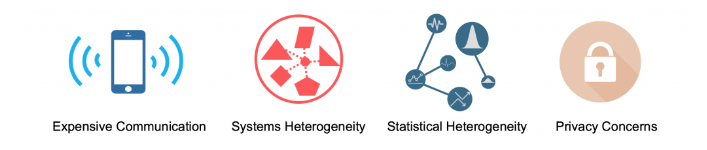 Expensive Communication
Systems Heterogeneity
Statistical Heterogeneity
Privacy Concerns